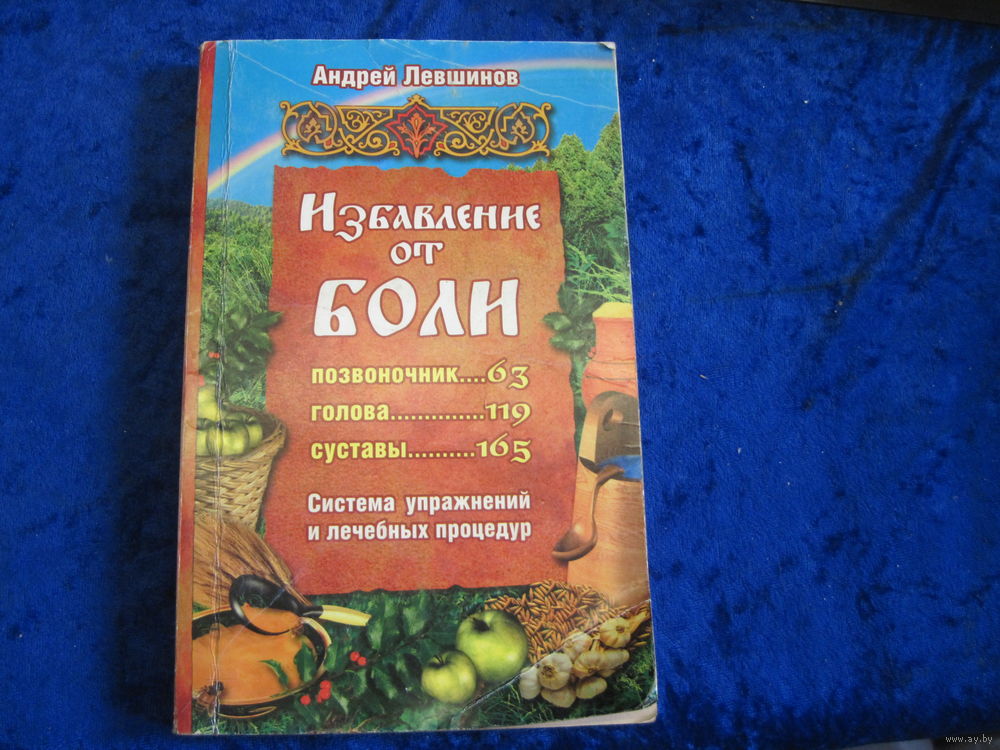 Андрей Левшинов
Избавление
от
боли
позвоночник....63
голова..............119
суставы..........165
Система упражнений
и лечебных процедур
www.ay.by